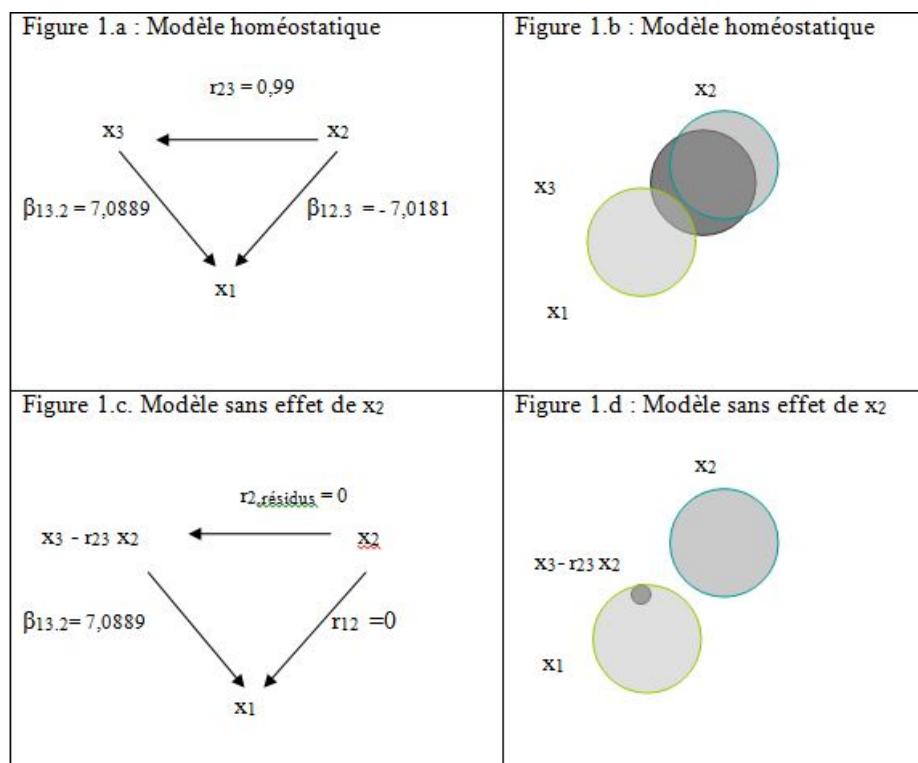 Figure 1.a : Modèle homéostatique
r23 = 0,99
x3
x2
β13.2 = 7,0889
β12.3 = - 7,0181
x1
Figure 1.b : Modèle homéostatique
x2
x3
x1
Figure 1.c. Modèle sans effet de x2
r2,résidus = 0
x3 - r23 x2
x2
β13.2= 7,0889
r12 =0
x1
Figure 1.d : Modèle sans effet de x2
x2
x3- r23 x2
x1